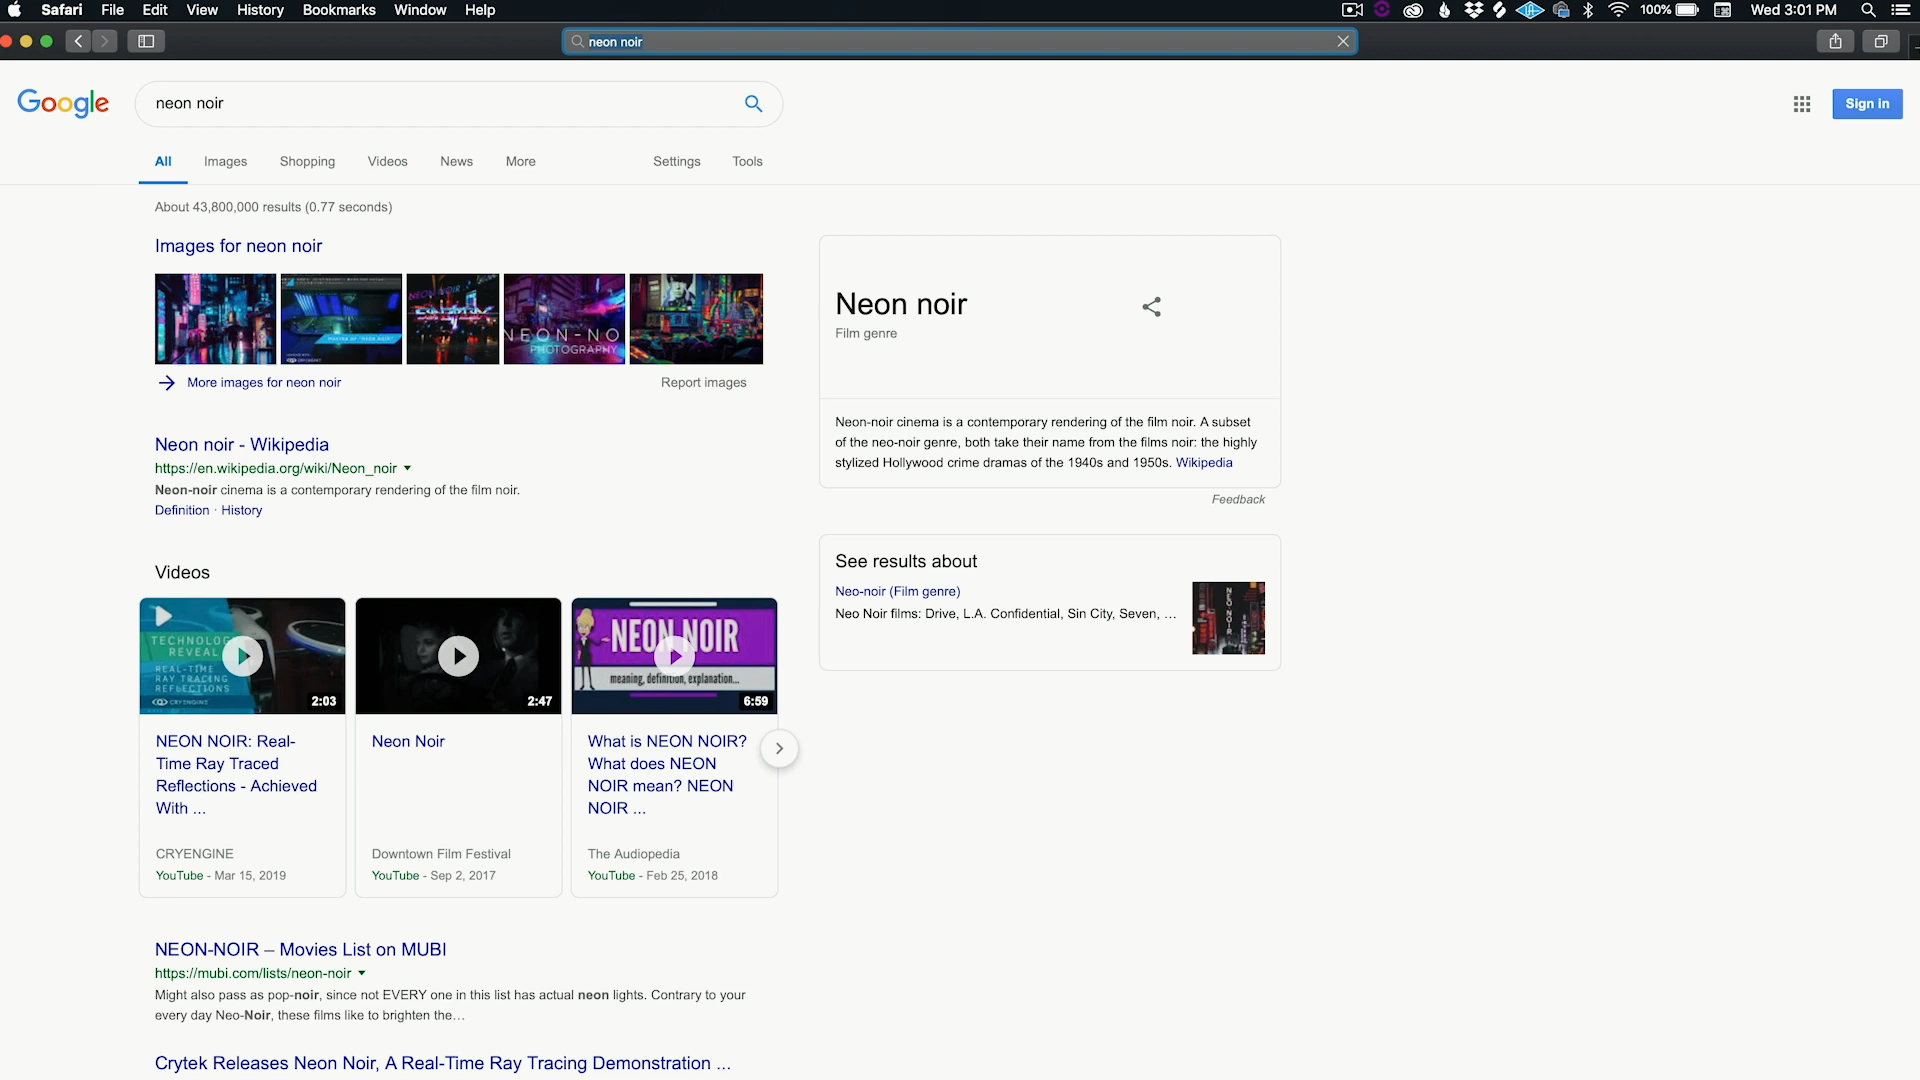 Safari File Edit View History Bookmarks Window Help 100% Wed 3:01 PM
neon noir
Google neon noir Sign in
All Images Shopping Videos News More Settings Tools
About 43,800,000 results (0.77 seconds)
Images for neon noir
MAKING OF "NEON NOIR"
CRYENGINE
NEON-NO
PHOTOGRAPHY
More images for neon noir Report images
Neon noir - Wikipedia
https://en.wikipedia.org/wiki/Neon_noir
Neon-noir cinema is a contemporary rendering of the film noir.
Definition · History
Videos
TECHNOLOGY
REVEAL
REAL-TIME
RAY TRACING
REFLECTIONS
CRYENGINE
2:03
2:47
NEON NOIR
meaning, definition, explanation...
6:59
NEON NOIR: Real-
Time Ray Traced
Reflections - Achieved
With ...
CRYENGINE
YouTube - Mar 15, 2019
Neon Noir
Downtown Film Festival
YouTube - Sep 2, 2017
What is NEON NOIR?
What does NEON
NOIR mean? NEON
NOIR ...
The Audiopedia
YouTube - Feb 25, 2018
NEON-NOIR – Movies List on MUBI
https://mubi.com/lists/neon-noir
Might also pass as pop-noir, since not EVERY one in this list has actual neon lights. Contrary to your
every day Neo-Noir, these films like to brighten the…
Crytek Releases Neon Noir, A Real-Time Ray Tracing Demonstration ...
Neon noir
Film genre
Neon-noir cinema is a contemporary rendering of the film noir. A subset
of the neo-noir genre, both take their name from the films noir: the highly
stylized Hollywood crime dramas of the 1940s and 1950s. Wikipedia
Feedback
See results about
Neo-noir (Film genre)
Neo Noir films: Drive, L.A. Confidential, Sin City, Seven, …
NEO-NOIR